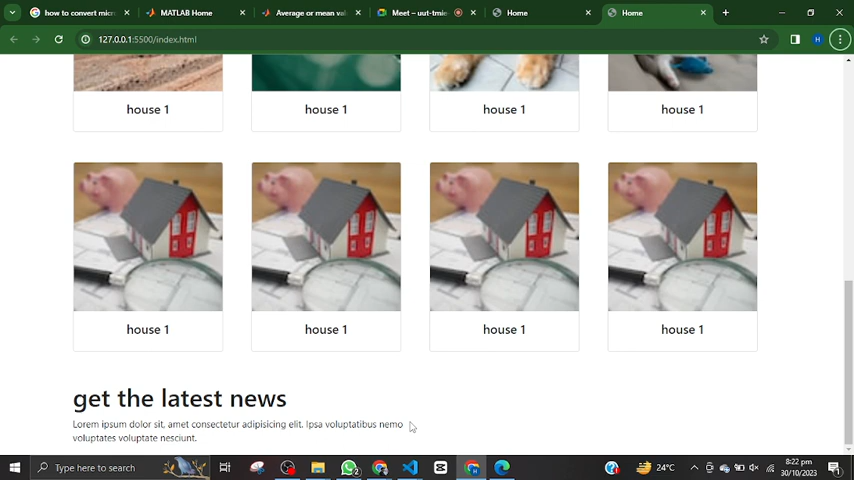 how to convert micr
MATLAB Home
Average or mean val
Meet – uut-tmie
Home
Home
127.0.0.1:5500/index.html
H
house 1
house 1
house 1
house 1
house 1
house 1
house 1
house 1
get the latest news
Lorem ipsum dolor sit, amet consectetur adipisicing elit. Ipsa voluptatibus nemo
voluptates voluptate nesciunt.
Type here to search
2
24°C
8:22 pm
30/10/2023
1